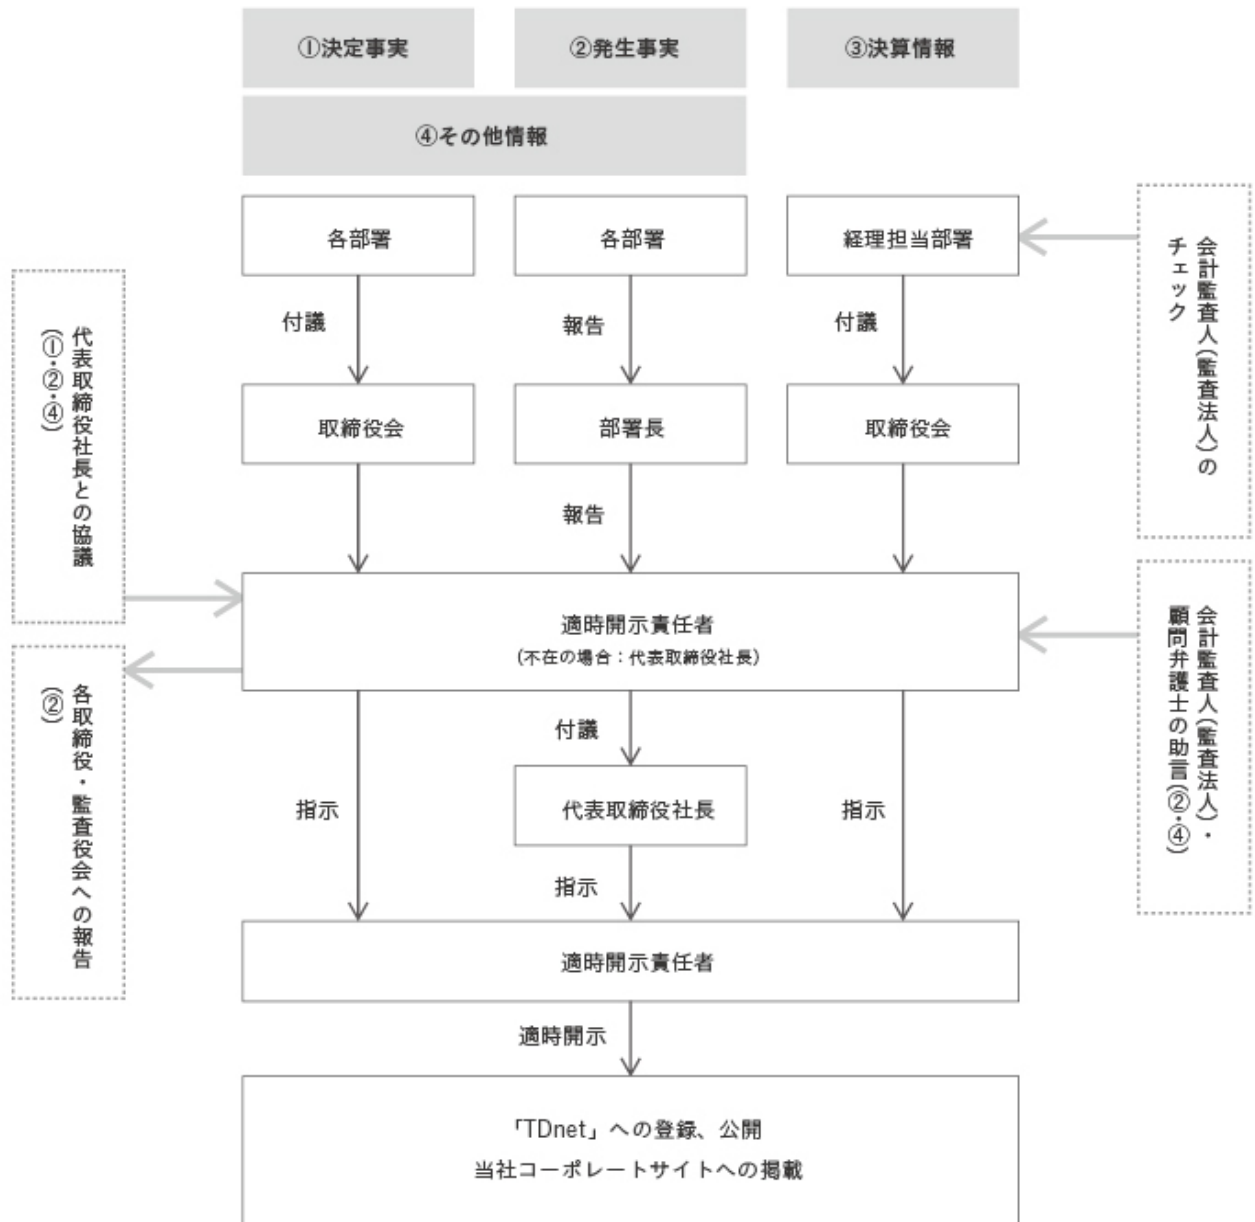 ①決定事実
②発生事実
③決算情報
④その他情報
各部署
各部署
経理担当部署
会計監査人(監査法人)の
チェック
付議
報告
付議
代表取締役社長との協議
(①・②・④)
取締役会
部署長
取締役会
報告
適時開示責任者
(不在の場合:代表取締役社長)
会計監査人(監査法人)・
顧問弁護士の助言(②・④)
各取締役・監査役会への報告
(②)
付議
指示
代表取締役社長
指示
指示
適時開示責任者
適時開示
「TDnet」への登録、公開
当社コーポレートサイトへの掲載